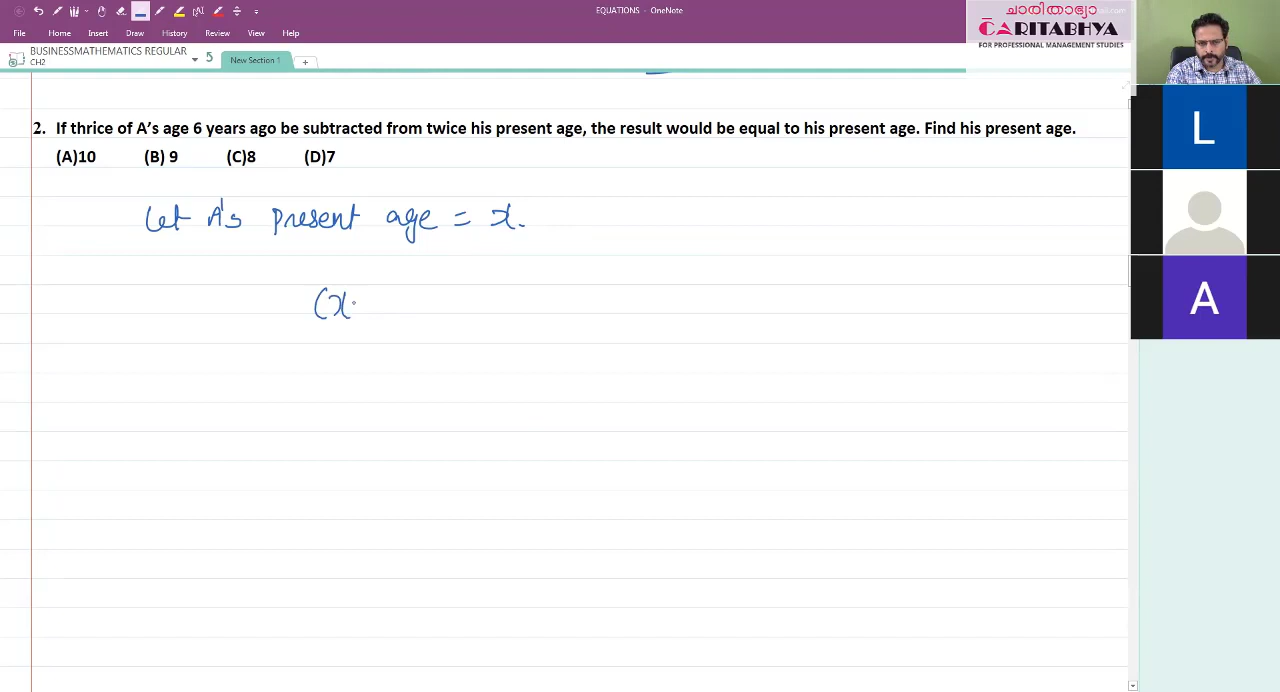 EQUATIONS - OneNote
ചാരിതാഭ്യാ
CARITABHYA
FOR PROFESSIONAL MANAGEMENT STUDIES
File Home Insert Draw History Review View Help
BUSINESSMATHEMATICS REGULAR
CH2
New Section 1
2. If thrice of A's age 6 years ago be subtracted from twice his present age, the result would be equal to his present age. Find his present age.
(A)10 (B) 9 (C)8 (D)7
Let A's present age = x.
(x
L
A